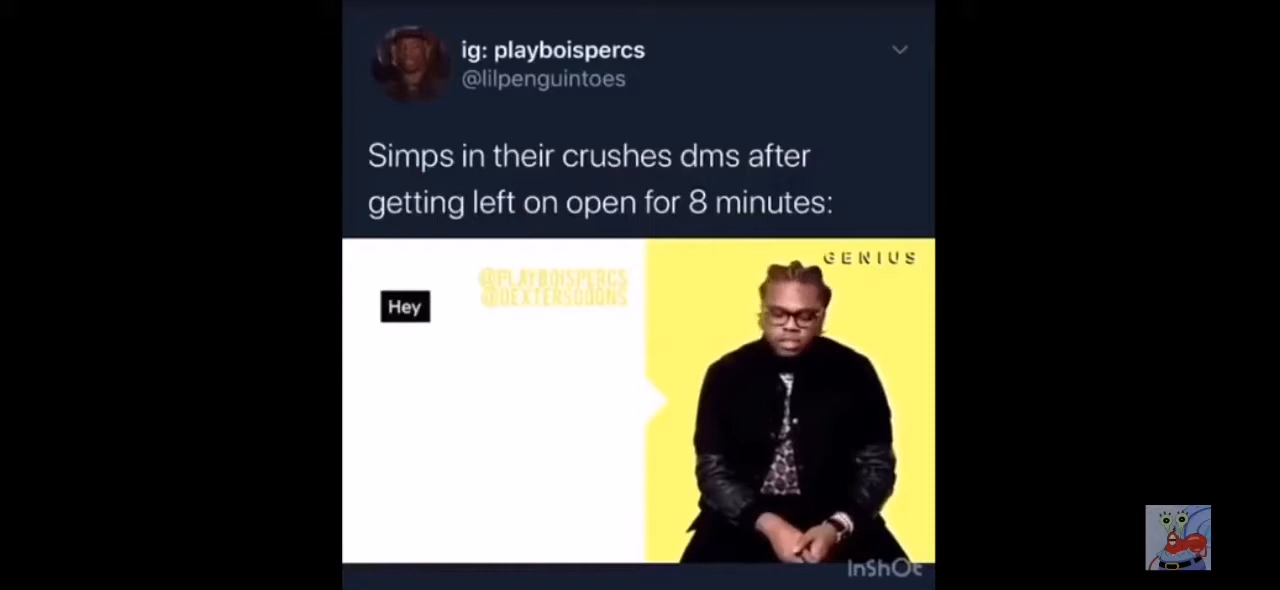 ig: playboispercs
@lilpenguintoes
Simps in their crushes dms after
getting left on open for 8 minutes:
GENIUS
@PLAYBOISPERCS
@DEXTERSGOONS
Hey
InShOt